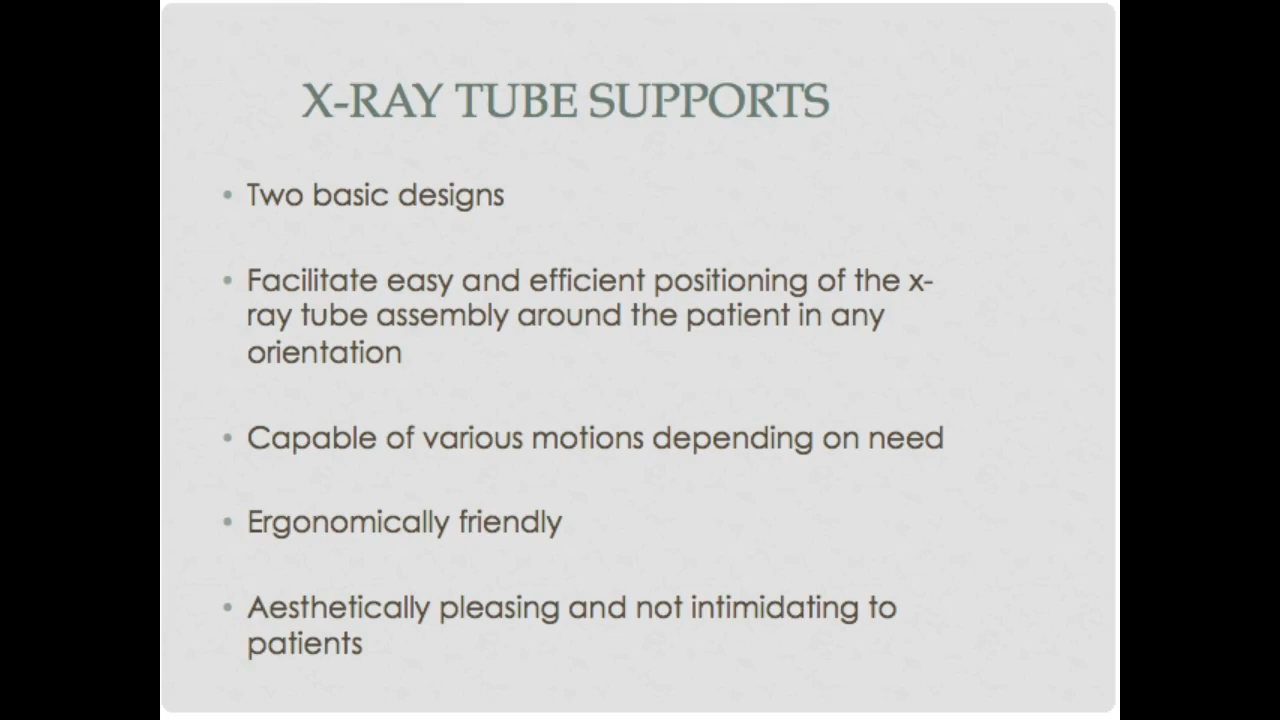 X-RAY TUBE SUPPORTS
• Two basic designs
• Facilitate easy and efficient positioning of the x-
ray tube assembly around the patient in any
orientation
• Capable of various motions depending on need
• Ergonomically friendly
• Aesthetically pleasing and not intimidating to
patients